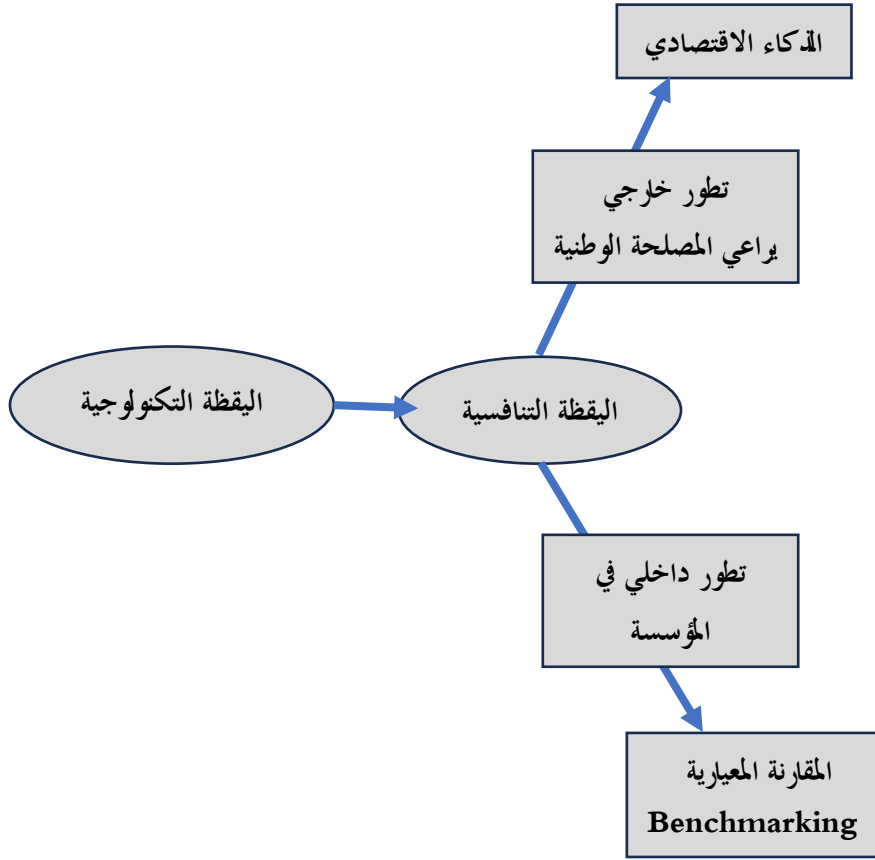 الذكاء الاقتصادي
تطور خارجي
يراعي المصلحة الوطنية
اليقظة التكنولوجية
اليقظة التنافسية
تطور داخلي في
المؤسسة
المقارنة المعيارية
Benchmarking